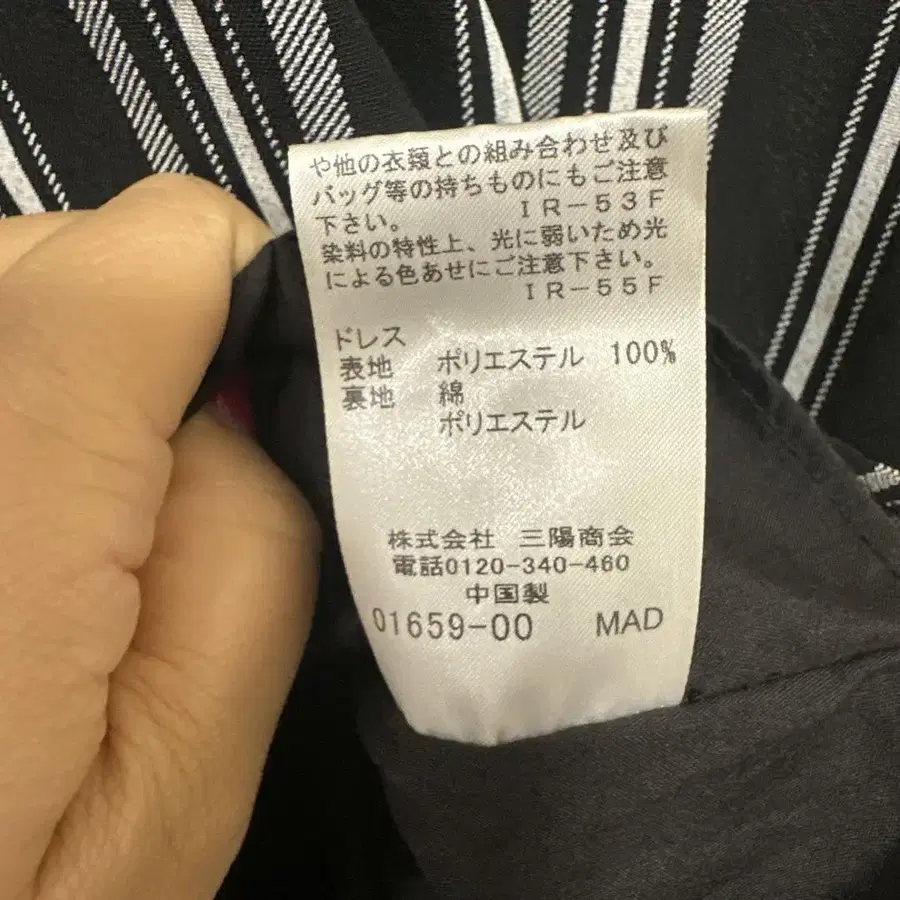 や他の衣類との組み合わせ及び
バッグ等の持ちものにもご注意
下さい。 IR-53F
染料の特性上、光に弱いため光
による色あせにご注意下さい。
IR-55F
ドレス
表地 ポリエステル 100%
裏地 綿
ポリエステル
株式会社 三陽商会
電話0120-340-460
中国製
01659-00 MAD